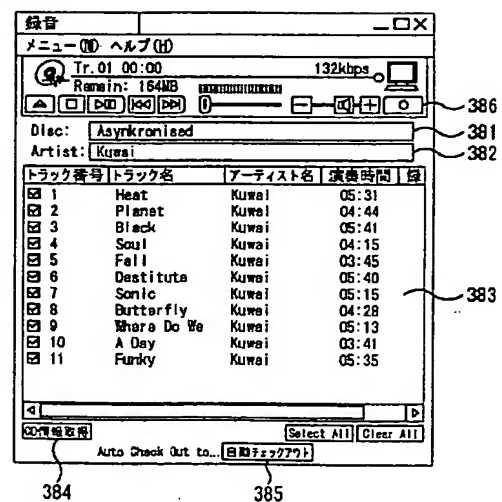 録音
メニュー(M) ヘルプ(H)
Tr.01 00:00 132kbps
Remain: 164MB
386
Disc: Asynkronised 381
Artist: Kuwai 382
トラック番号 トラック名 アーティスト名 演奏時間 録
1 Heat Kuwai 05:31
2 Planet Kuwai 04:44
3 Black Kuwai 05:41
4 Soul Kuwai 04:15
5 Fall Kuwai 03:45
6 Destitute Kuwai 05:40
7 Sonic Kuwai 05:15
8 Butterfly Kuwai 04:28
9 Where Do We Kuwai 05:13
10 A Day Kuwai 03:41
11 Funky Kuwai 05:35
383
CD情報取得 Select All Clear All
Auto Check Out to... 自動チェックアウト
384 385